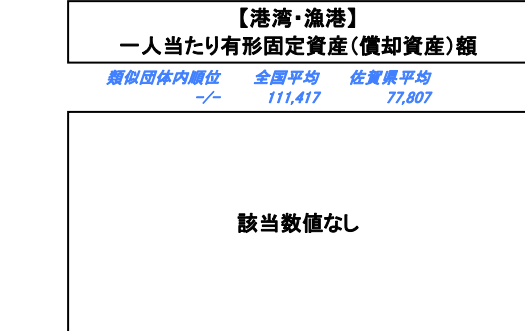 【港湾・漁港】
一人当たり有形固定資産(償却資産)額
類似団体内順位 全国平均 佐賀県平均
-/- 111,417 77,807
該当数値なし